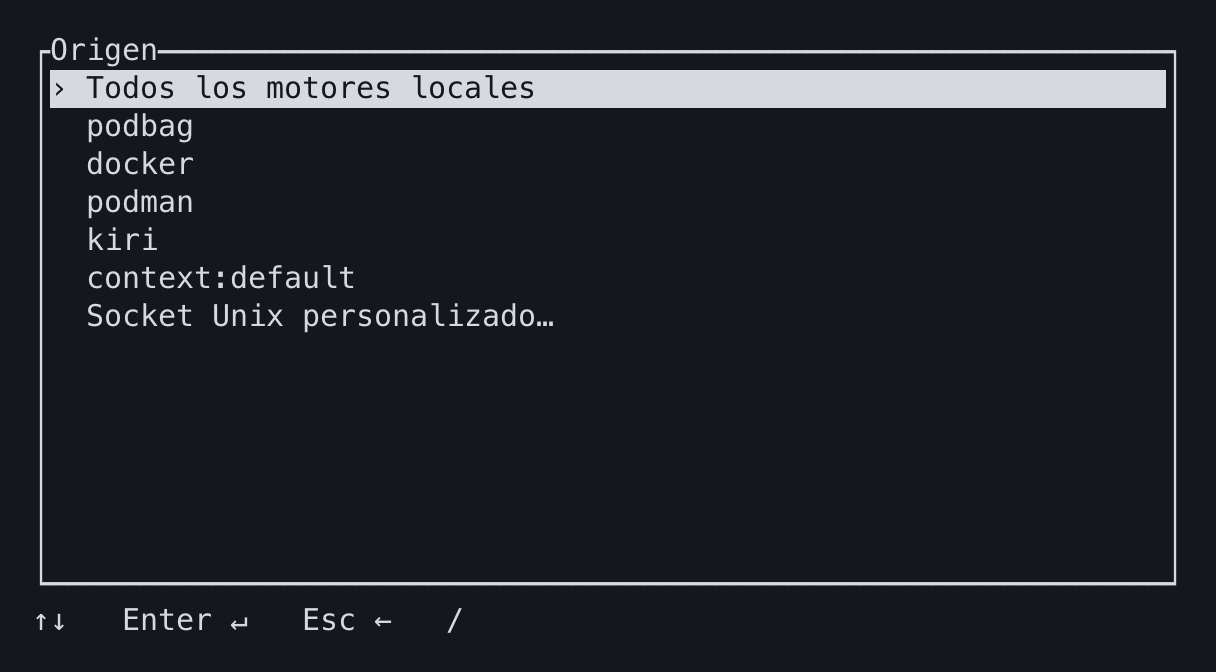 Origen
› Todos los motores locales
podbag
docker
podman
kiri
context:default
Socket Unix personalizado…
↑↓ Enter ↵ Esc ← /